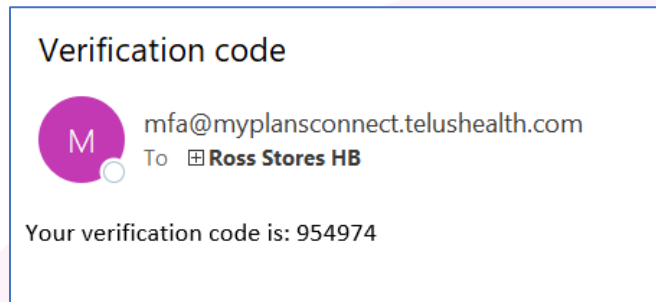 Verification code
M
mfa@myplansconnect.telushealth.com
To Ross Stores HB
Your verification code is: 954974